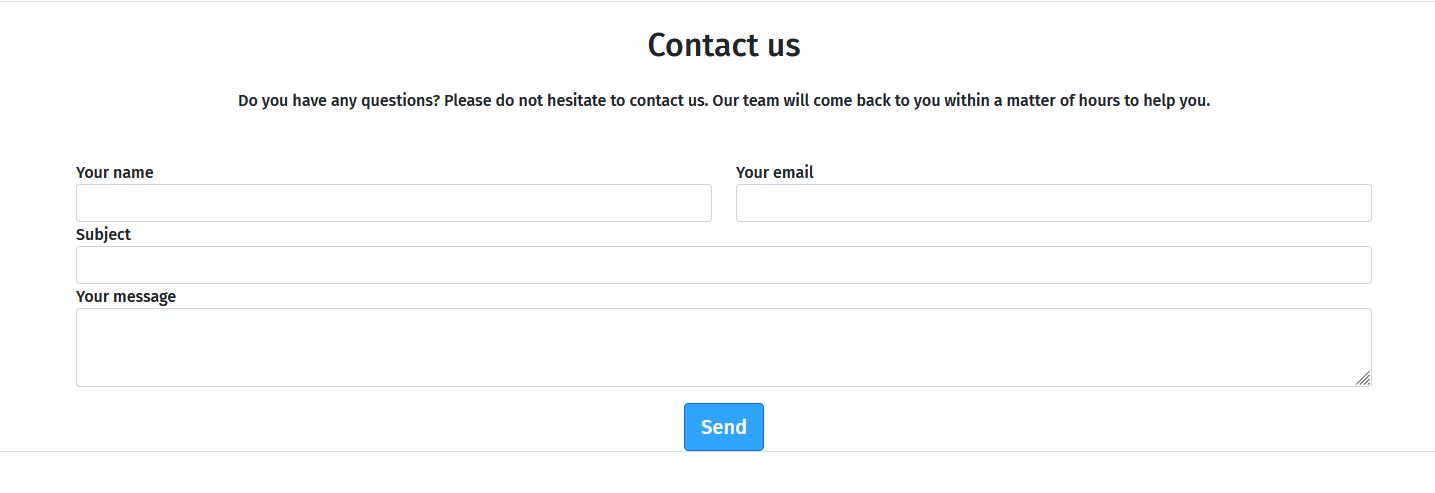 Contact us
Do you have any questions? Please do not hesitate to contact us. Our team will come back to you within a matter of hours to help you.
Your name
Your email
Subject
Your message
Send